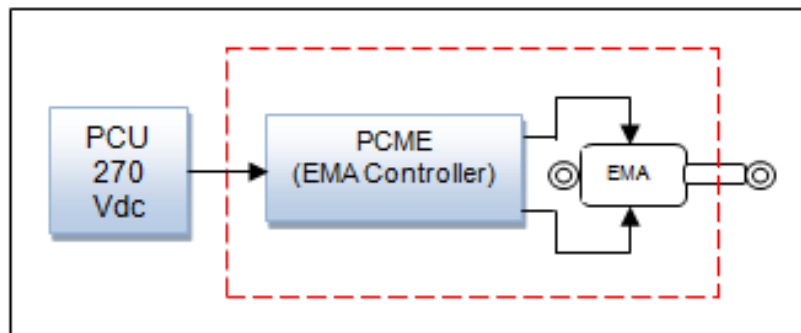 PCU
270
Vdc
PCME
(EMA Controller)
EMA